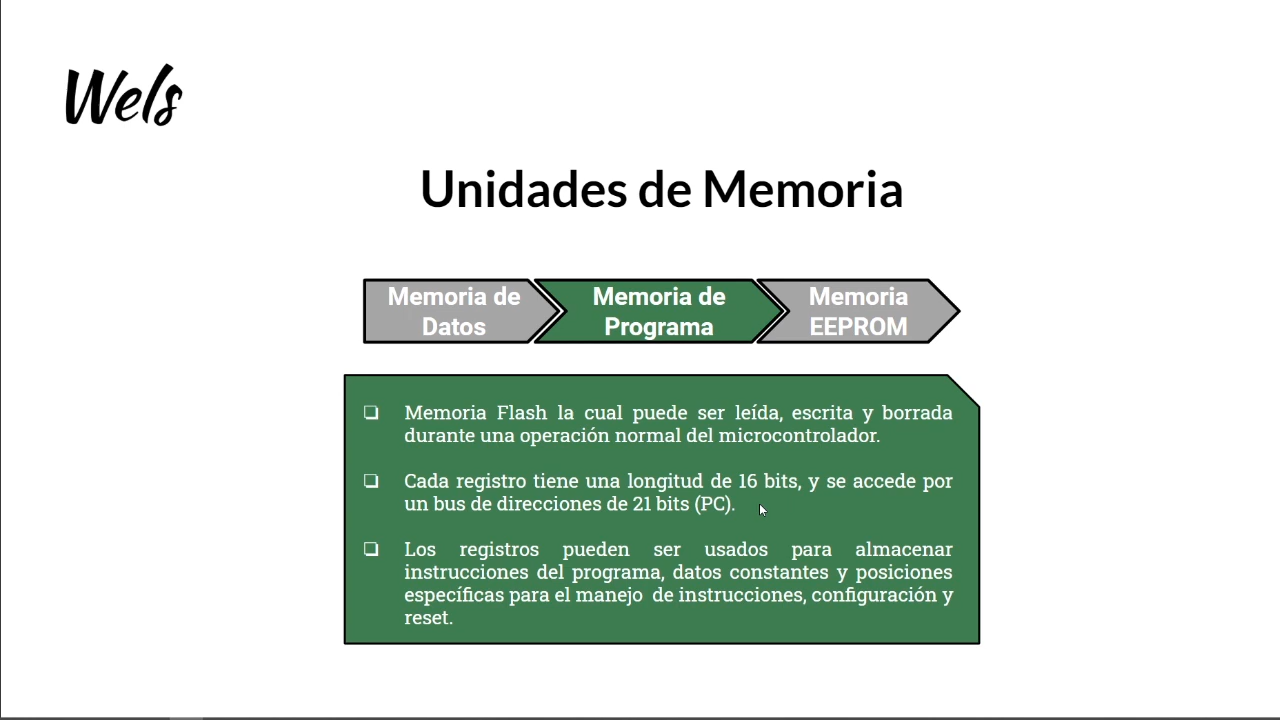 Wels
Unidades de Memoria
Memoria de
Datos
Memoria de
Programa
Memoria
EEPROM
❏ Memoria Flash la cual puede ser leída, escrita y borrada
durante una operación normal del microcontrolador.
❏ Cada registro tiene una longitud de 16 bits, y se accede por
un bus de direcciones de 21 bits (PC).
❏ Los registros pueden ser usados para almacenar
instrucciones del programa, datos constantes y posiciones
específicas para el manejo de instrucciones, configuración y
reset.